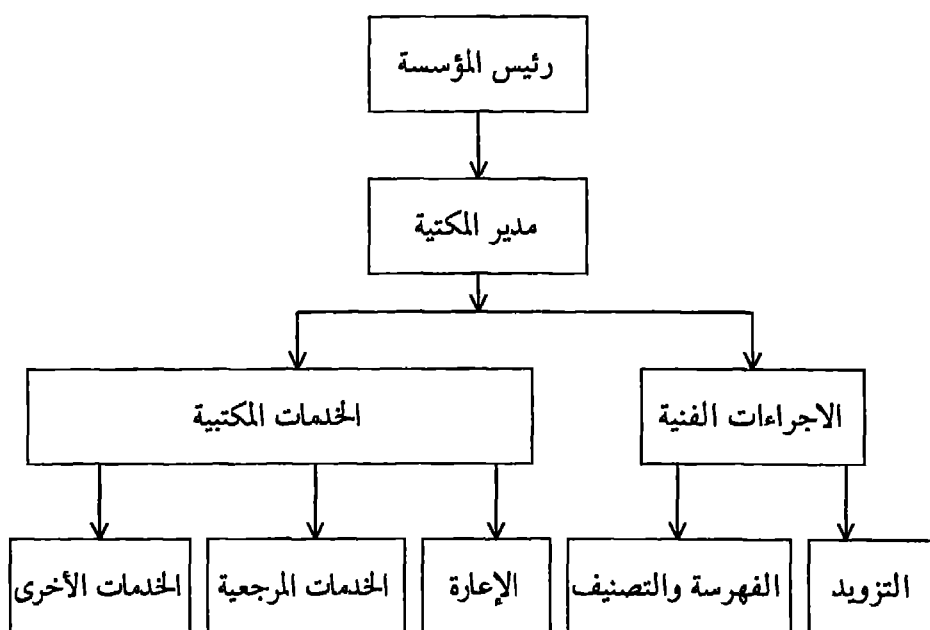 رئيس المؤسسة
مدير المكتبة
الاجراءات الفنية
الخدمات المكتبية
التزويد
الفهرسة والتصنيف
الإعارة
الخدمات المرجعية
الخدمات الأخرى